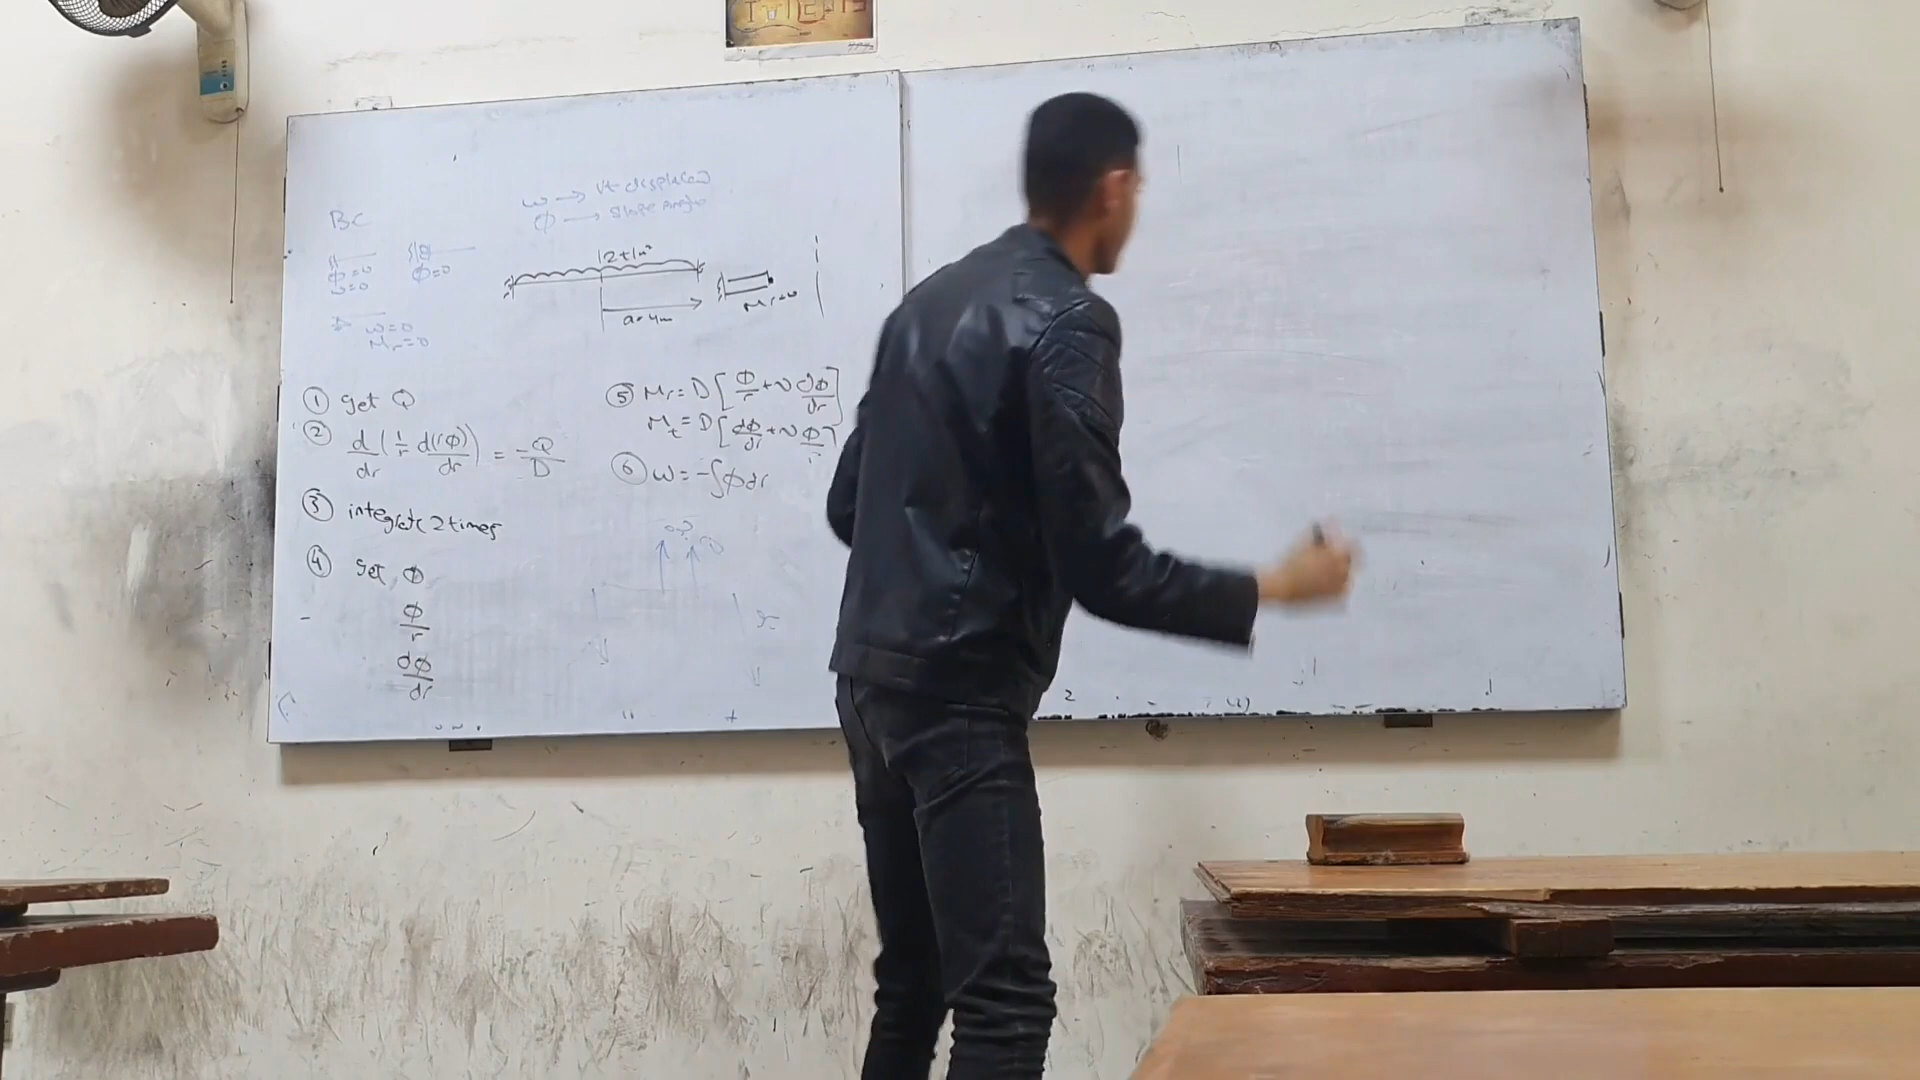 BC
ω → Vt displace
Φ → slope angle
Φ=0
ω=0
Φ=0
ω=0
Mr=0
12 t/m²
a=4m
Mr=0
① get Q
② d/dr (1/r d(rΦ)/dr) = -Q/D
③ integrate 2 times
④ get Φ
Φ/r
dΦ/dr
⑤ Mr = D[Φ/r + ν dΦ/dr]
Mt = D[dΦ/dr + ν Φ/r]
⑥ ω = -∫Φ dr